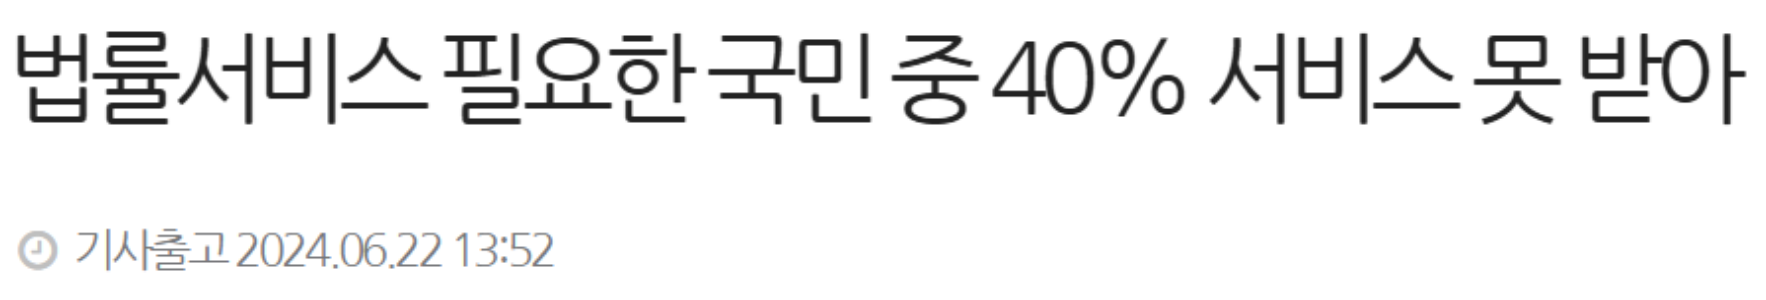 법률서비스 필요한 국민 중 40% 서비스 못 받아
기사출고 2024.06.22 13:52